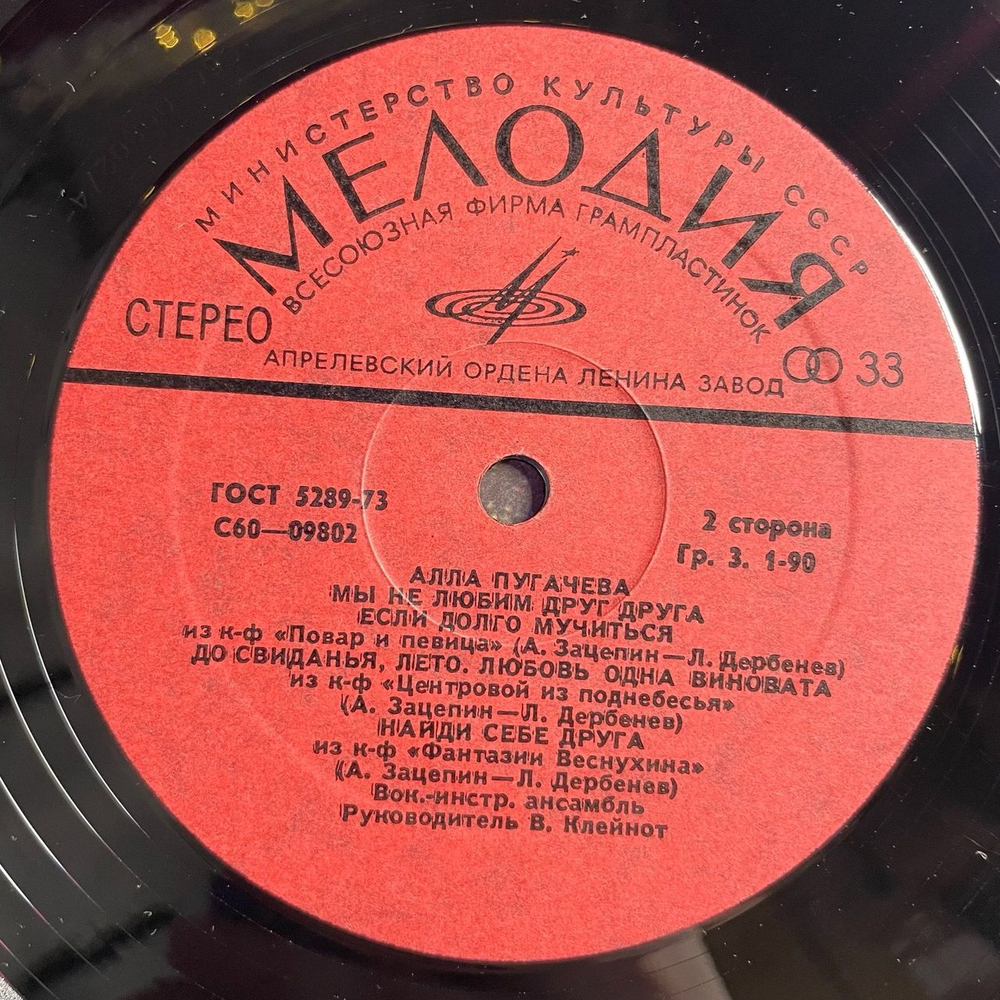 МИНИСТЕРСТВО КУЛЬТУРЫ СССР
МЕЛОДИЯ
ВСЕСОЮЗНАЯ ФИРМА ГРАМПЛАСТИНОК
СТЕРЕО
33
АПРЕЛЕВСКИЙ ОРДЕНА ЛЕНИНА ЗАВОД
ГОСТ 5289-73
С60—09802
2 сторона
Гр. 3. 1-90
АЛЛА ПУГАЧЕВА
МЫ НЕ ЛЮБИМ ДРУГ ДРУГА
ЕСЛИ ДОЛГО МУЧИТЬСЯ
из к-ф «Повар и певица» (А. Зацепин—Л. Дербенев)
ДО СВИДАНЬЯ, ЛЕТО. ЛЮБОВЬ ОДНА ВИНОВАТА
из к-ф «Центровой из поднебесья»
(А. Зацепин—Л. Дербенев)
НАЙДИ СЕБЕ ДРУГА
из к-ф «Фантазии Веснухина»
(А. Зацепин—Л. Дербенев)
Вок.-инстр. ансамбль
Руководитель В. Клейнот